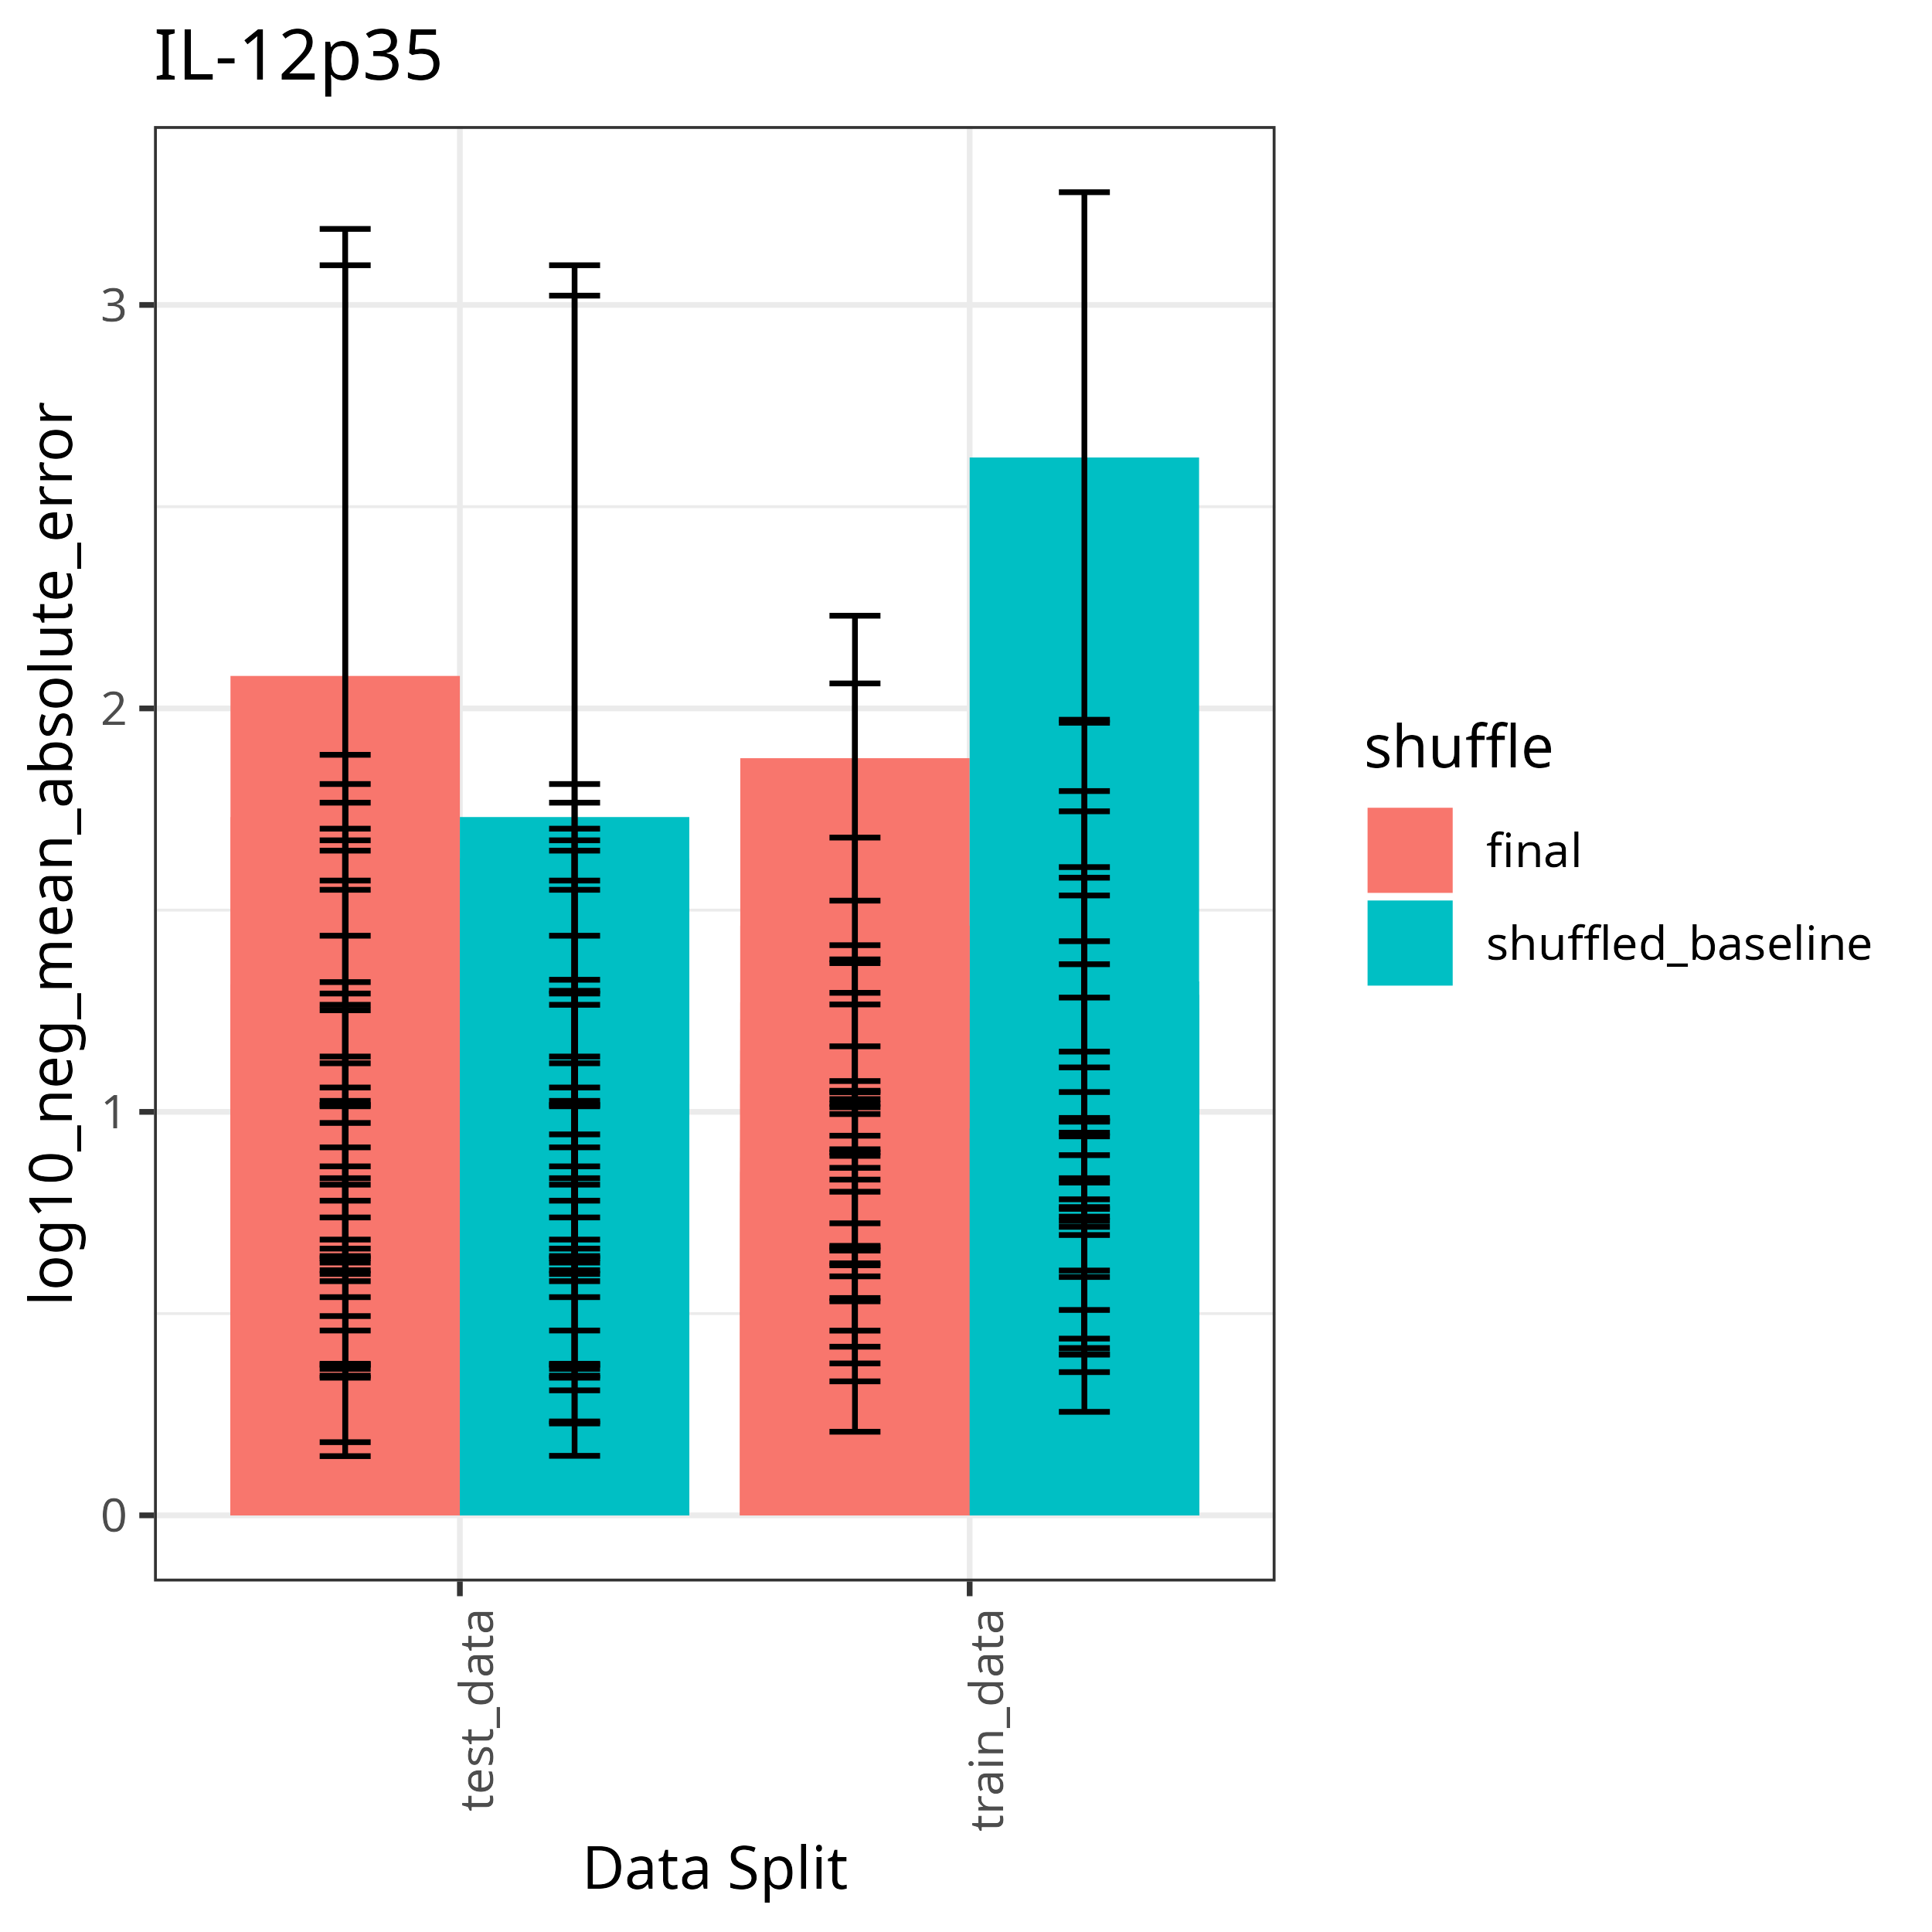 IL-12p35
log10_neg_mean_absolute_error
3
2
1
0
test_data
train_data
Data Split
shuffle
final
shuffled_baseline